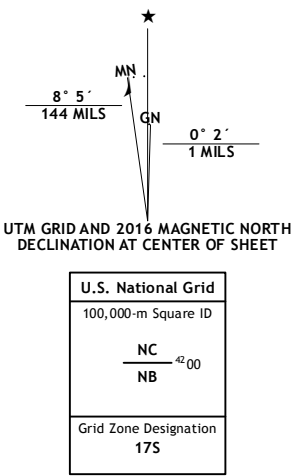 ★
MN
8° 5´
144 MILS
GN
0° 2´
1 MILS
UTM GRID AND 2016 MAGNETIC NORTH
DECLINATION AT CENTER OF SHEET
U.S. National Grid
100,000-m Square ID
NC
4200
NB
Grid Zone Designation
17S